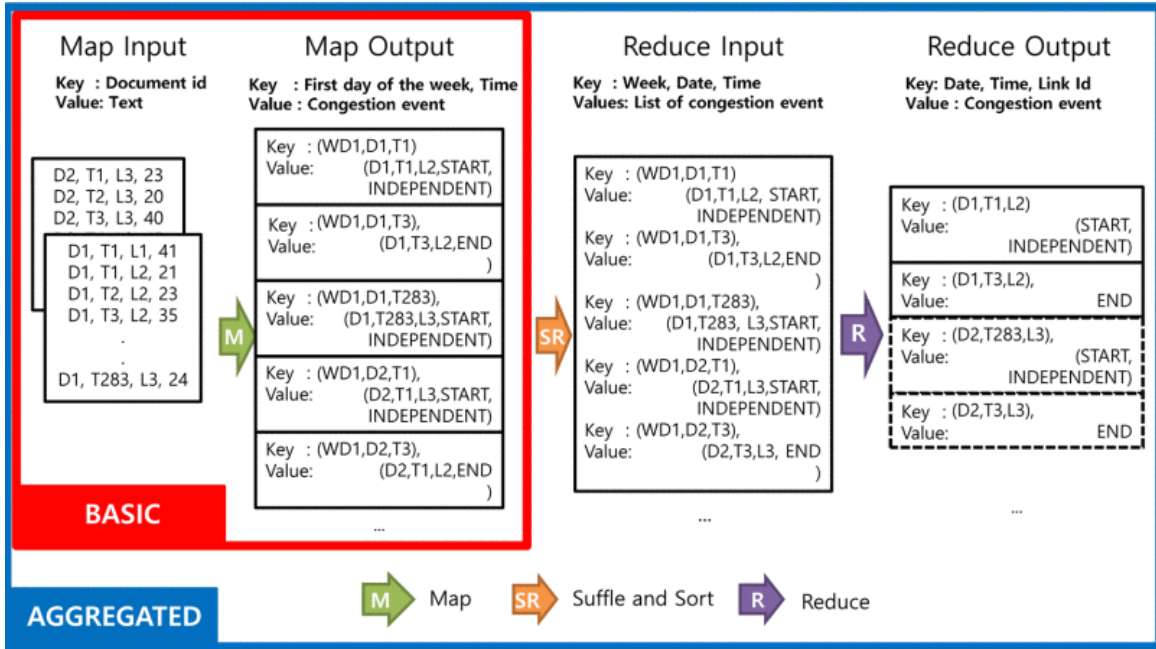 Map Input
Key : Document id
Value: Text
D2, T1, L3, 23
D2, T2, L3, 20
D2, T3, L3, 40
D1, T1, L1, 41
D1, T1, L2, 21
D1, T2, L2, 23
D1, T3, L2, 35
.
.
D1, T283, L3, 24
M
Map Output
Key : First day of the week, Time
Value : Congestion event
Key : (WD1,D1,T1)
Value: (D1,T1,L2,START,
INDEPENDENT)
Key : (WD1,D1,T3),
Value: (D1,T3,L2,END
)
Key : (WD1,D1,T283),
Value: (D1,T283,L3,START,
INDEPENDENT)
Key : (WD1,D2,T1),
Value: (D2,T1,L3,START,
INDEPENDENT)
Key : (WD1,D2,T3),
Value: (D2,T1,L2,END
)
...
BASIC
SR
Reduce Input
Key : Week, Date, Time
Values: List of congestion event
Key : (WD1,D1,T1)
Value: (D1,T1,L2, START,
INDEPENDENT)
Key : (WD1,D1,T3),
Value: (D1,T3,L2,END
)
Key : (WD1,D1,T283),
Value: (D1,T283, L3,START,
INDEPENDENT)
Key : (WD1,D2,T1),
Value: (D2,T1,L3,START,
INDEPENDENT)
Key : (WD1,D2,T3),
Value: (D2,T3,L3, END
)
...
R
Reduce Output
Key: Date, Time, Link Id
Value : Congestion event
Key : (D1,T1,L2)
Value: (START,
INDEPENDENT)
Key : (D1,T3,L2),
Value: END
Key : (D2,T283,L3),
Value: (START,
INDEPENDENT)
Key : (D2,T3,L3),
Value: END
...
AGGREGATED
M Map
SR Suffle and Sort
R Reduce